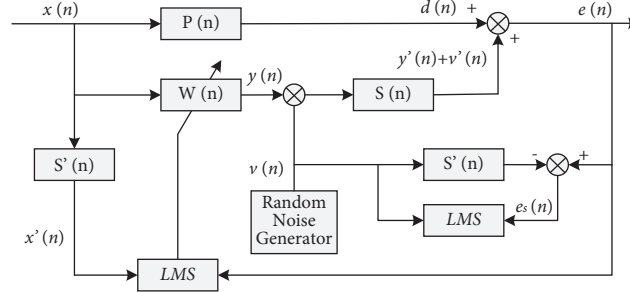 x(n)
P(n)
d(n) +
e(n)
+
y'(n)+v'(n)
W(n)
y(n)
S(n)
S'(n)
v(n)
S'(n)
-
+
Random
Noise
Generator
LMS
es(n)
x'(n)
LMS